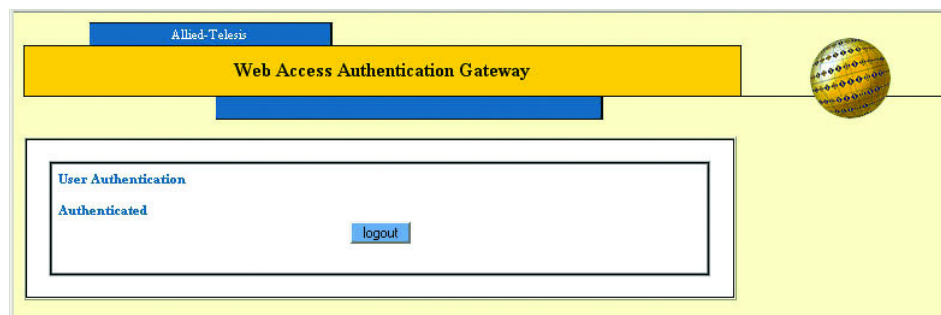 Allied-Telesis
Web Access Authentication Gateway
User Authentication
Authenticated
logout